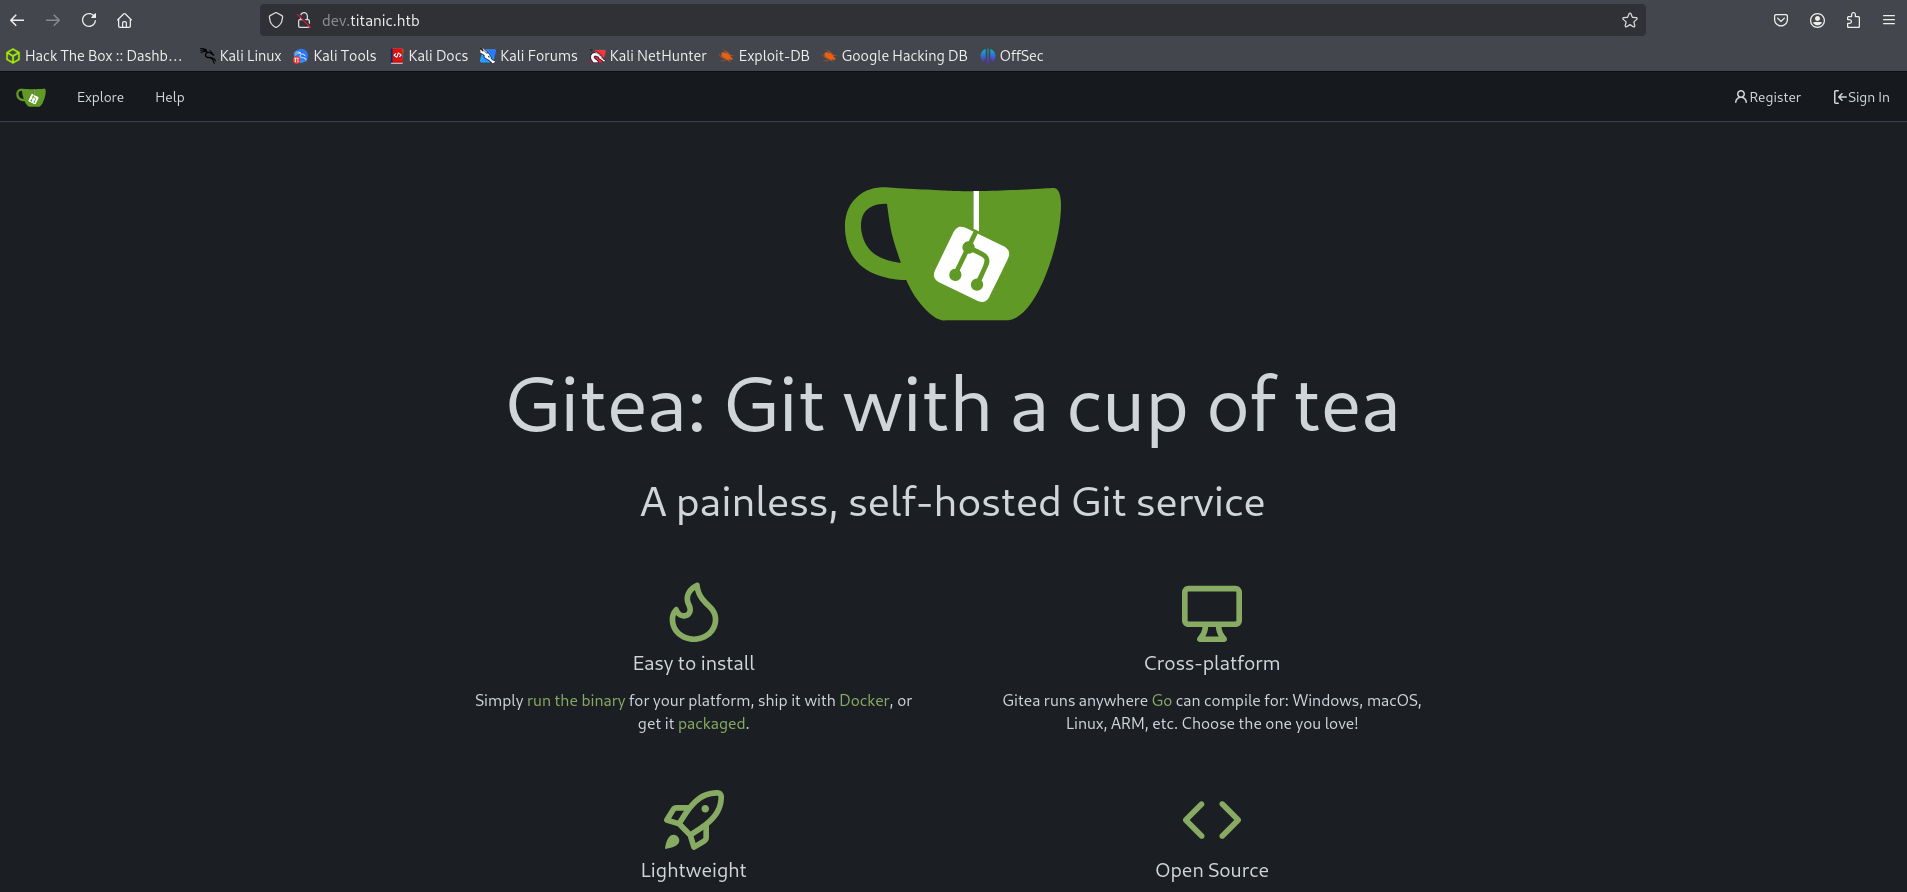 dev.titanic.htb
Hack The Box :: Dashb… Kali Linux Kali Tools Kali Docs Kali Forums Kali NetHunter Exploit-DB Google Hacking DB OffSec
Explore Help Register Sign In
Gitea: Git with a cup of tea
A painless, self-hosted Git service
Easy to install
Simply run the binary for your platform, ship it with Docker, or
get it packaged.
Cross-platform
Gitea runs anywhere Go can compile for: Windows, macOS,
Linux, ARM, etc. Choose the one you love!
Lightweight
Open Source